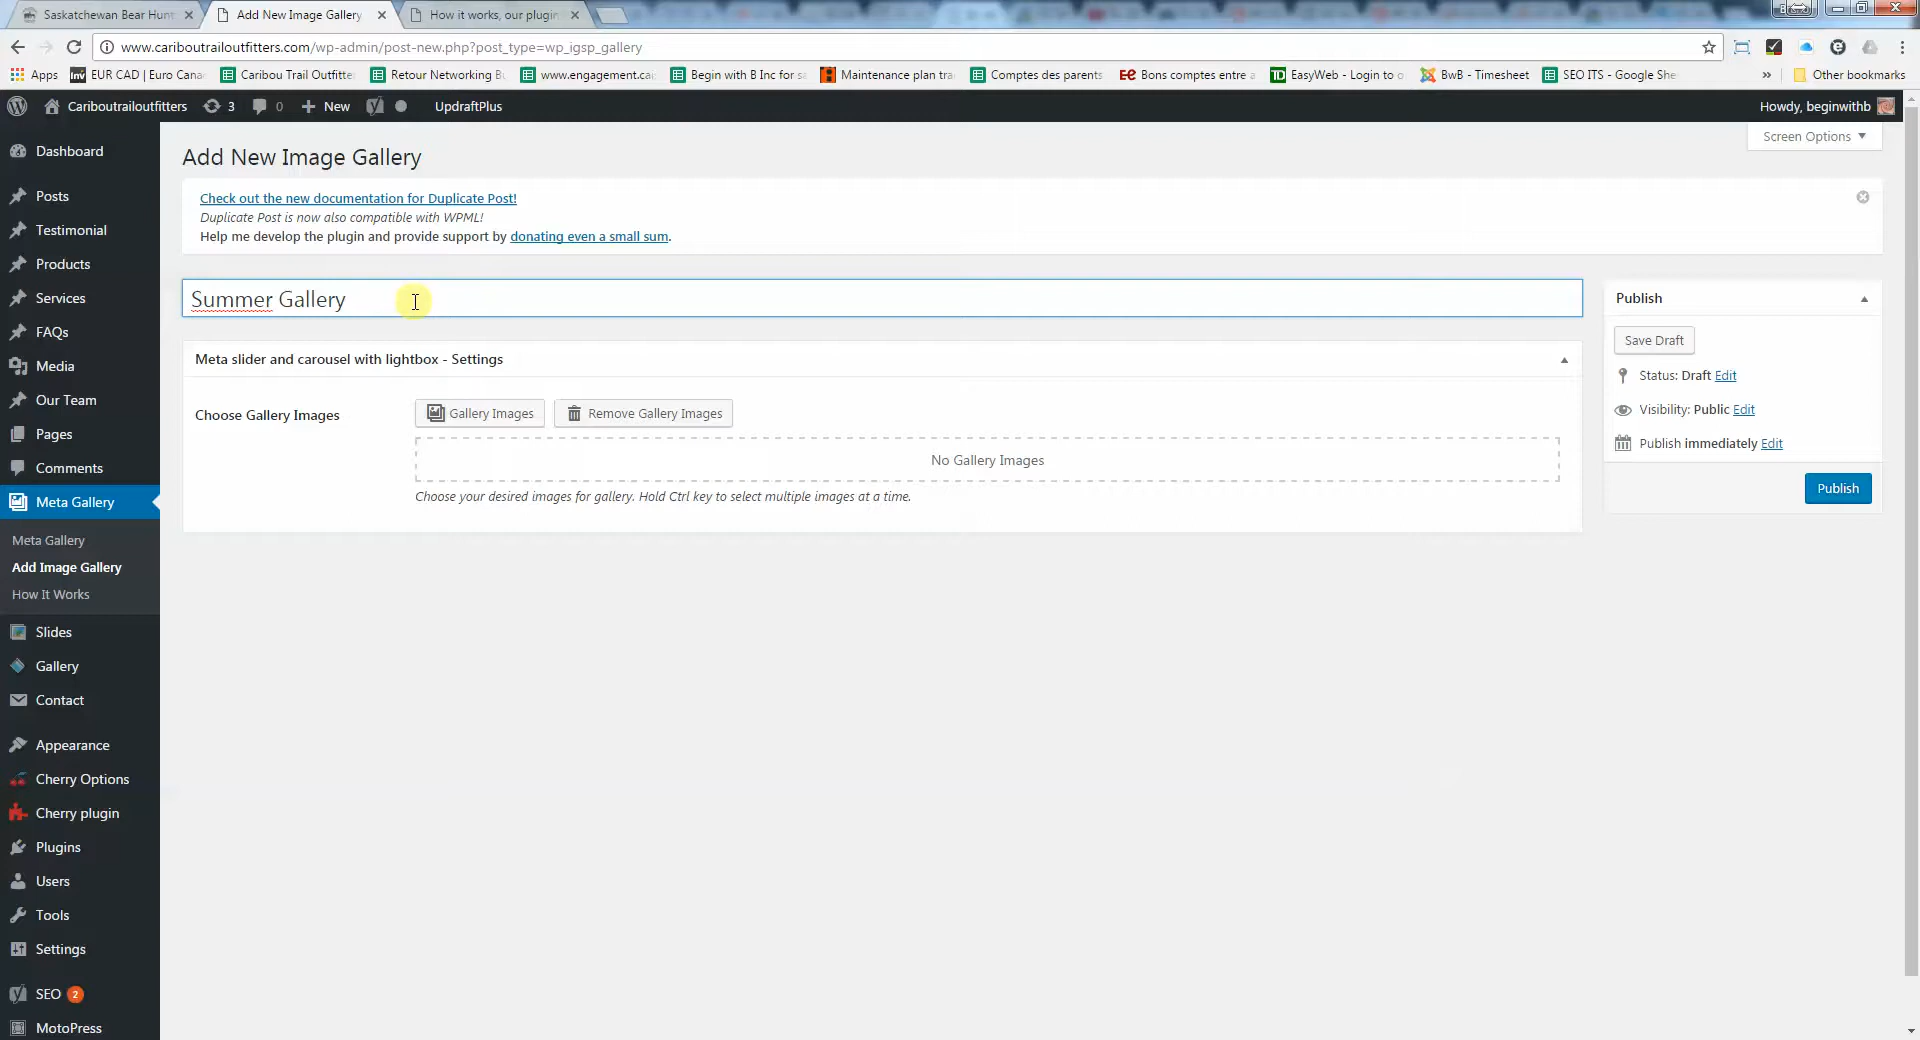 Saskatchewan Bear Hunt
Add New Image Gallery
How it works, our plugin
www.cariboutrailoutfitters.com/wp-admin/post-new.php?post_type=wp_igsp_gallery
Apps
EUR CAD | Euro Cana
Caribou Trail Outfitte
Retour Networking Bu
www.engagement.ca
Begin with B Inc for sa
Maintenance plan tra
Comptes des parents
Bons comptes entre a
EasyWeb - Login to o
BwB - Timesheet
SEO ITS - Google She
»
Other bookmarks
Cariboutrailoutfitters
3
0
New
UpdraftPlus
Howdy, beginwithb
Screen Options
Dashboard
Posts
Testimonial
Products
Services
FAQs
Media
Our Team
Pages
Comments
Meta Gallery
Meta Gallery
Add Image Gallery
How It Works
Slides
Gallery
Contact
Appearance
Cherry Options
Cherry plugin
Plugins
Users
Tools
Settings
SEO 2
MotoPress
Add New Image Gallery
Check out the new documentation for Duplicate Post!
Duplicate Post is now also compatible with WPML!
Help me develop the plugin and provide support by donating even a small sum.
Summer Gallery
Meta slider and carousel with lightbox - Settings
Choose Gallery Images
Gallery Images
Remove Gallery Images
No Gallery Images
Choose your desired images for gallery. Hold Ctrl key to select multiple images at a time.
Publish
Save Draft
Status: Draft Edit
Visibility: Public Edit
Publish immediately Edit
Publish